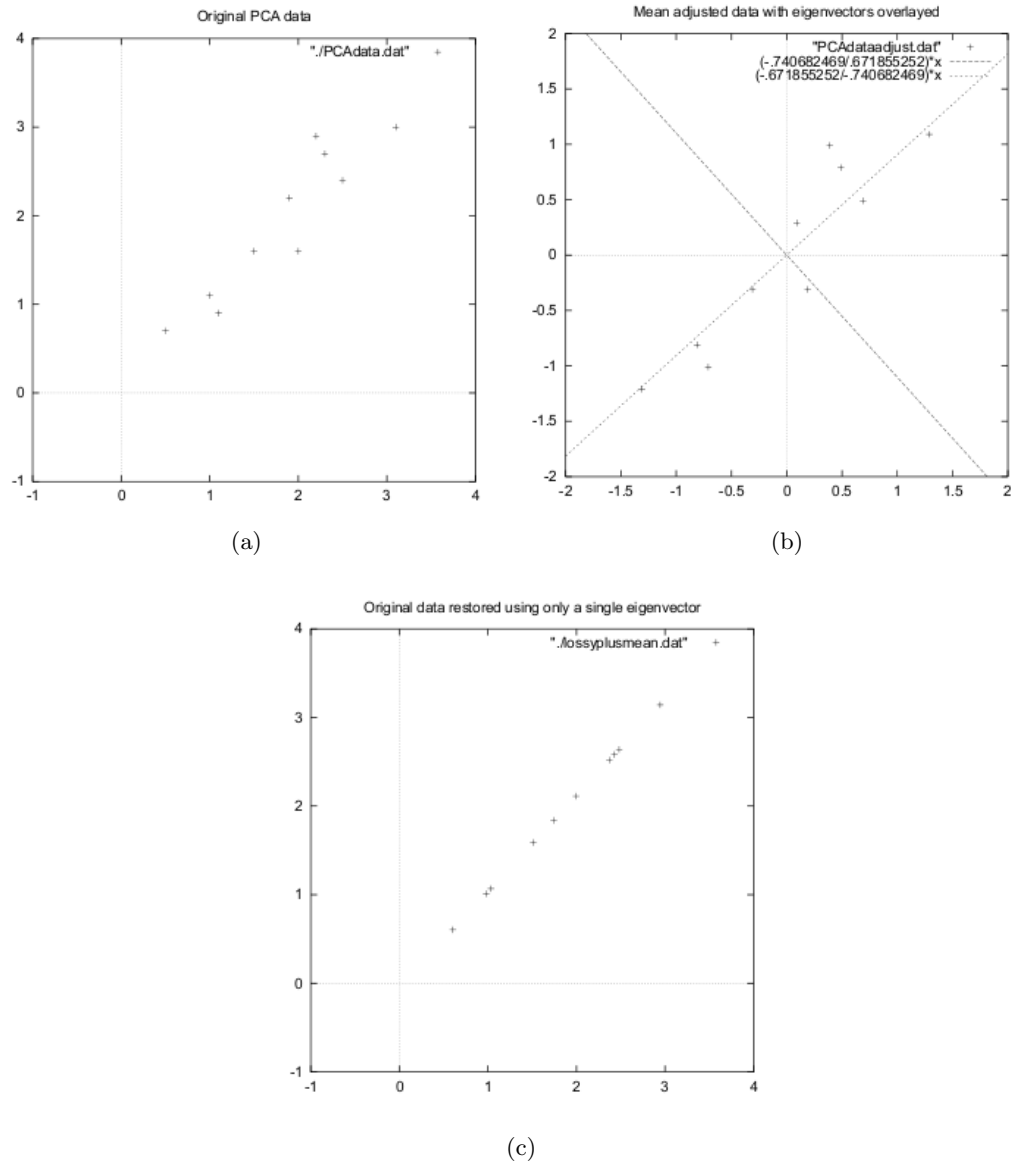 Original PCA data
"./PCAdata.dat"
4
3
2
1
0
-1
-1 0 1 2 3 4
(a)
Mean adjusted data with eigenvectors overlayed
"PCAdataadjust.dat"
(-.740682469/.671855252)*x
(-.671855252/-.740682469)*x
2
1.5
1
0.5
0
-0.5
-1
-1.5
-2
-2 -1.5 -1 -0.5 0 0.5 1 1.5 2
(b)
Original data restored using only a single eigenvector
"./lossyplusmean.dat"
4
3
2
1
0
-1
-1 0 1 2 3 4
(c)